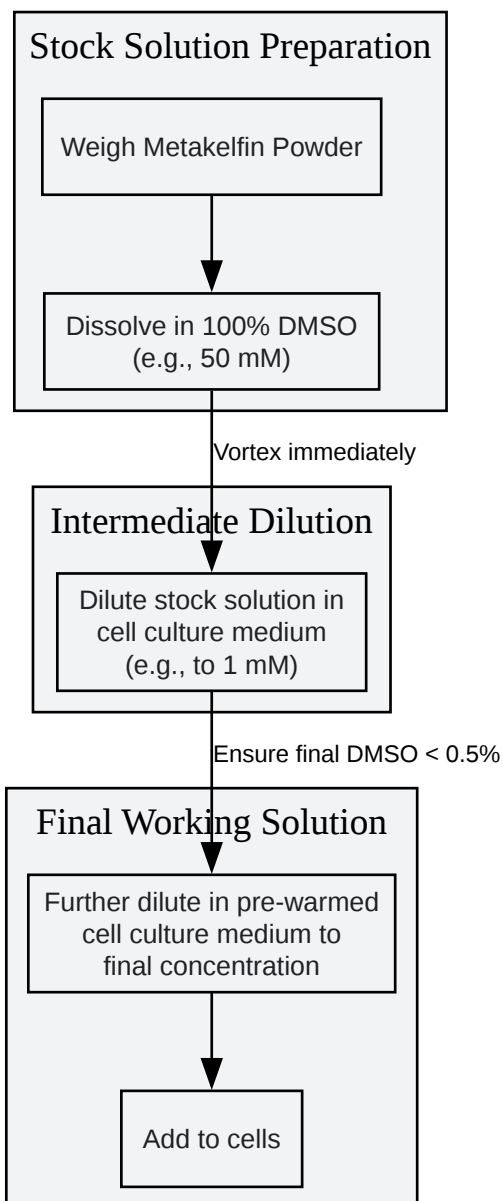 Stock Solution Preparation
Weigh Metakelfin Powder
Dissolve in 100% DMSO
(e.g., 50 mM)
Vortex immediately
Intermediate Dilution
Dilute stock solution in
cell culture medium
(e.g., to 1 mM)
Ensure final DMSO < 0.5%
Final Working Solution
Further dilute in pre-warmed
cell culture medium to
final concentration
Add to cells